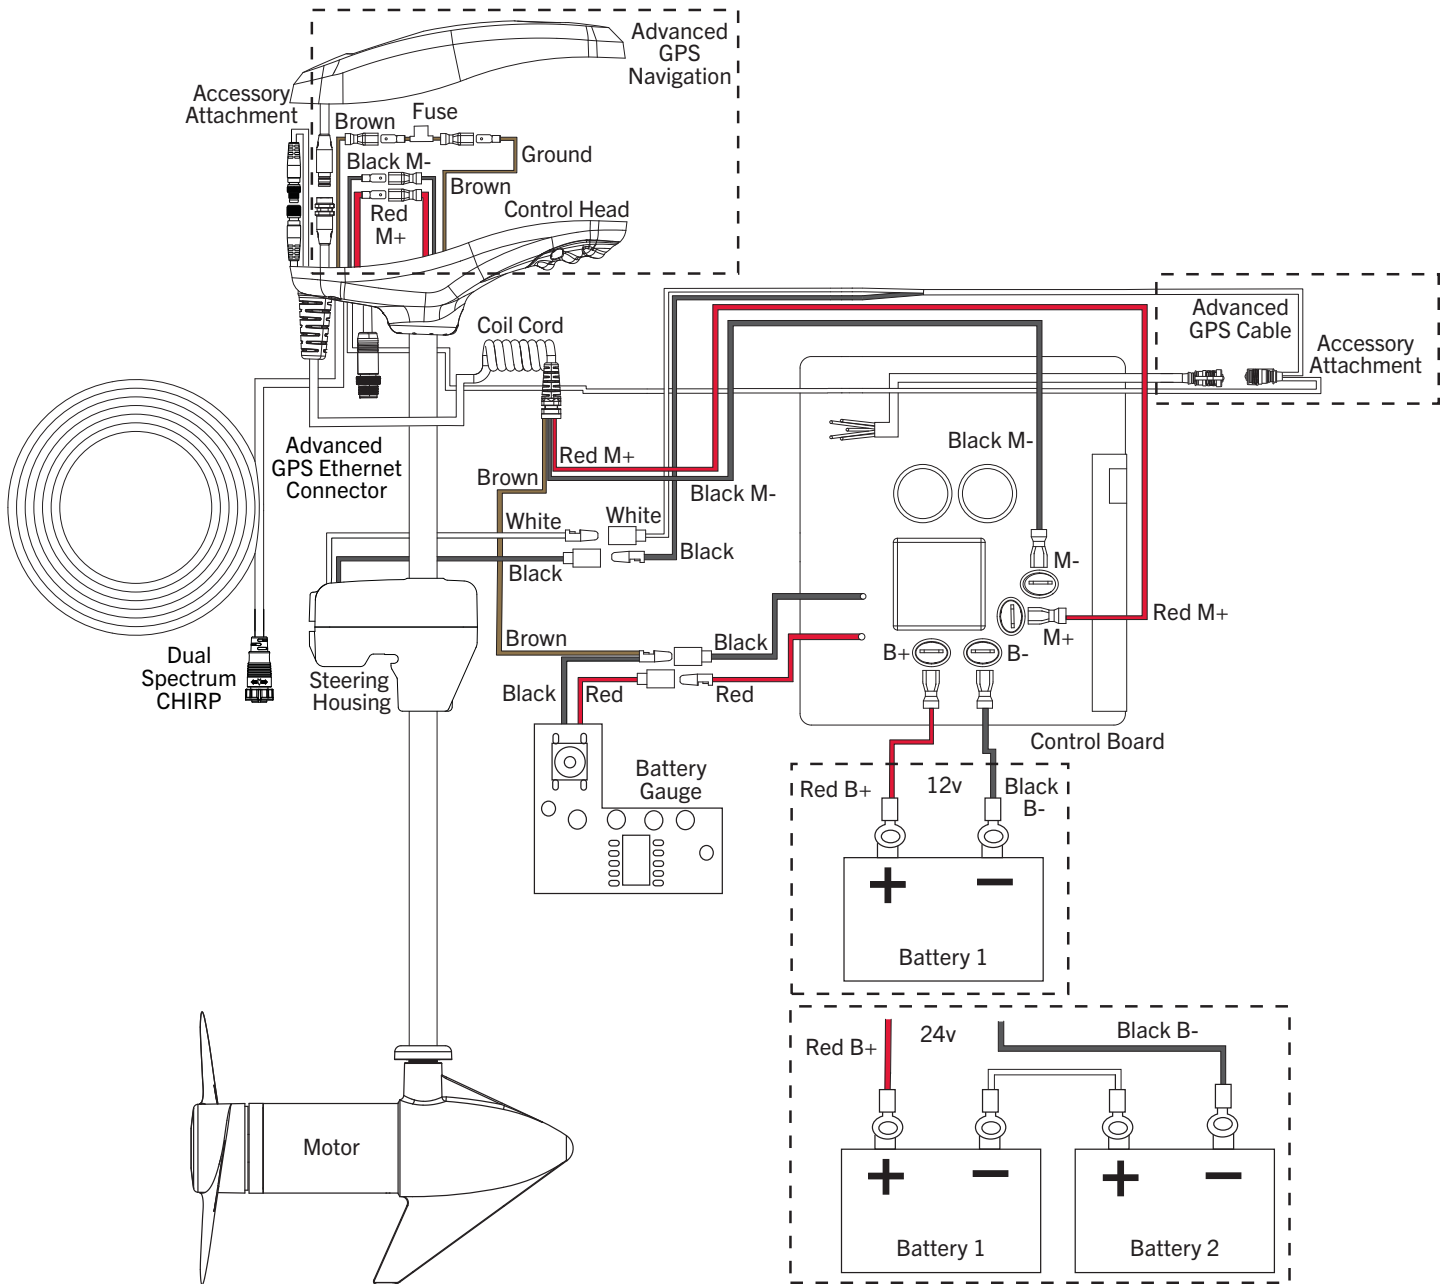 Advanced
GPS
Navigation
Accessory
Attachment
Fuse
Brown
Ground
Black M-
Brown
Red
M+
Control Head
Advanced
GPS Cable
Accessory
Attachment
Coil Cord
Advanced
GPS Ethernet
Connector
Red M+
Black M-
Brown
Black M-
White
White
Black
Black
M-
Red M+
M+
B+
B-
Brown
Black
Dual
Spectrum
CHIRP
Steering
Housing
Black
Red
Red
Control Board
Battery
Gauge
Red B+
12v
Black
B-
+
−
Battery 1
Red B+
24v
Black B-
+
−
+
−
Battery 1
Battery 2
Motor